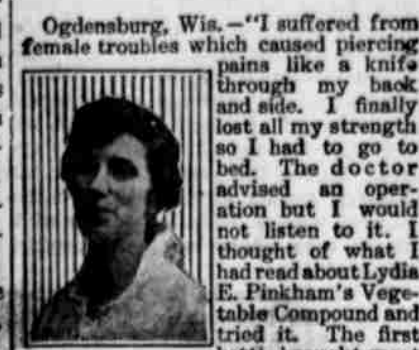 Ogdensburg, Wis.—"I suffered from
female troubles which caused piercing
pains like a knife
through my back
and side. I finally
lost all my strength
so I had to go to
bed. The doctor
advised an oper-
ation but I would
not listen to it. I
thought of what I
had read about Lydia
E. Pinkham's Vege-
table Compound and
tried it. The first